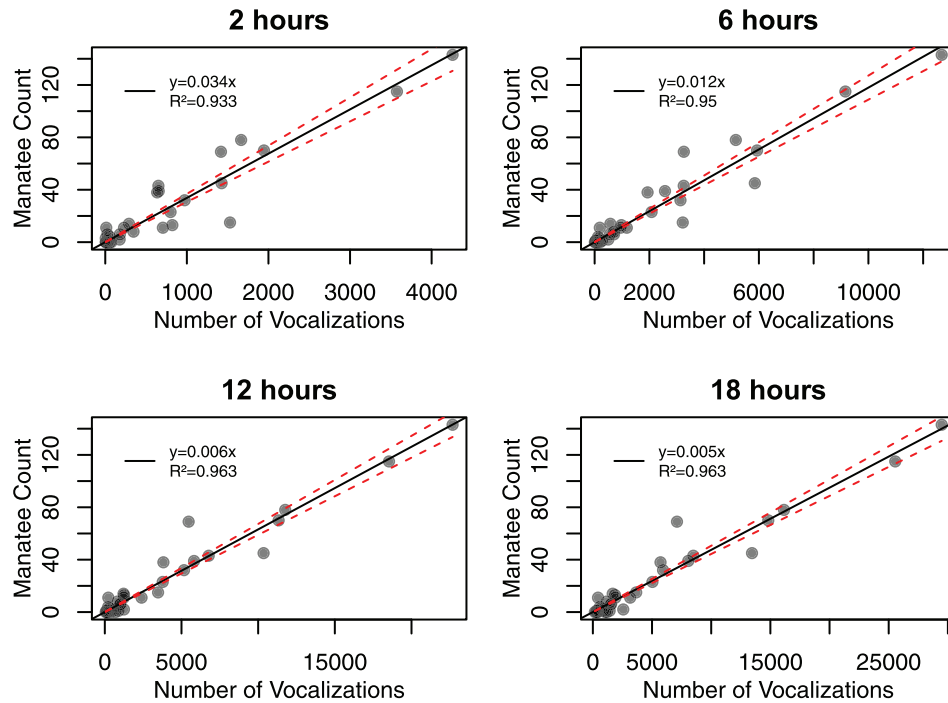 2 hours
Manatee Count
0 40 80 120
y=0.034x
R²=0.933
0 1000 2000 3000 4000
Number of Vocalizations
6 hours
Manatee Count
0 40 80 120
y=0.012x
R²=0.95
0 2000 6000 10000
Number of Vocalizations
12 hours
Manatee Count
0 40 80 120
y=0.006x
R²=0.963
0 5000 15000
Number of Vocalizations
18 hours
Manatee Count
0 40 80 120
y=0.005x
R²=0.963
0 5000 15000 25000
Number of Vocalizations